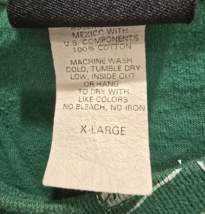 MEXICO WITH
U.S. COMPONENTS
100% COTTON
MACHINE WASH
COLD, TUMBLE DRY
LOW, INSIDE OUT
OR HANG
TO DRY WITH
LIKE COLORS
NO BLEACH, NO IRON
X-LARGE